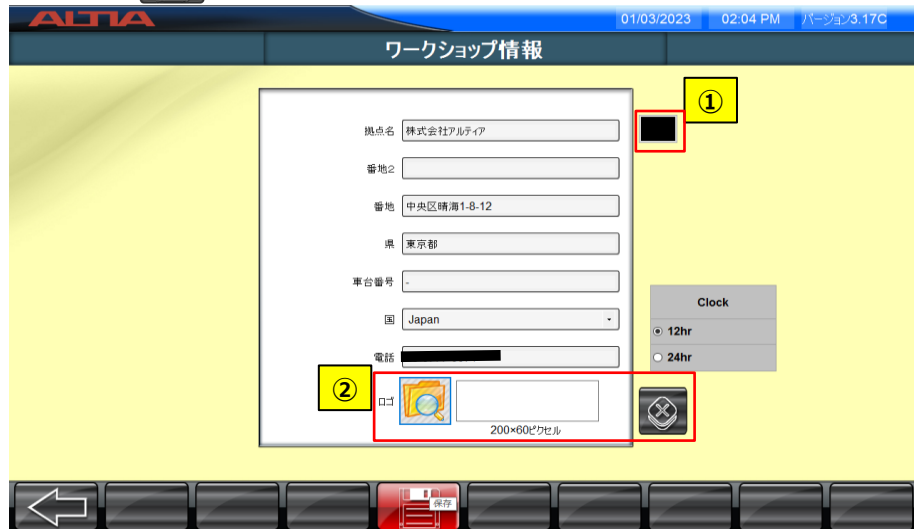 ALTIA
01/03/2023 02:04 PM バージョン3.17C
ワークショップ情報
①
拠点名 株式会社アルティア
番地2
番地 中央区晴海1-8-12
県 東京都
車台番号 -
国 Japan
電話
Clock
12hr
24hr
②
ロゴ
200×60ピクセル
保存